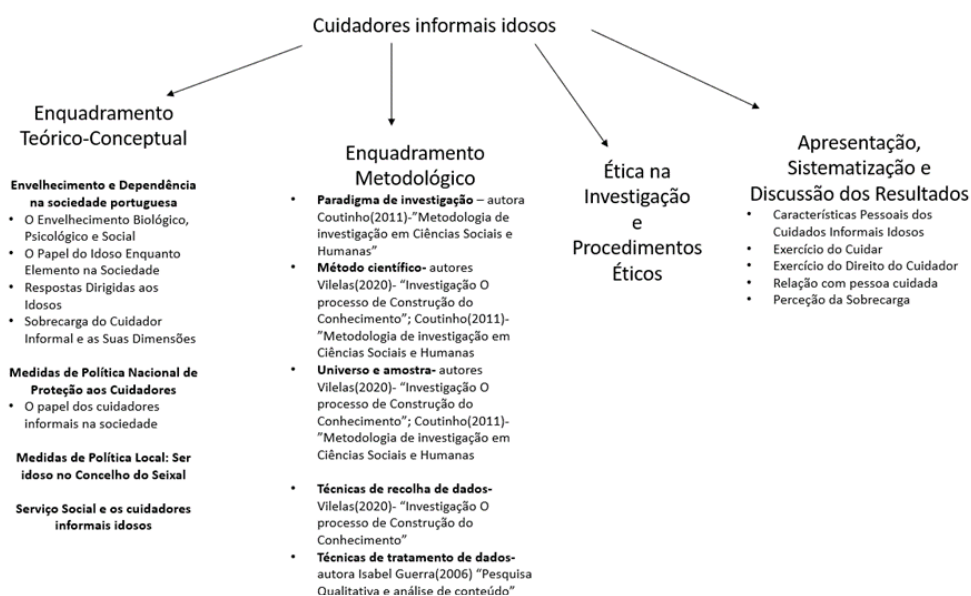 Cuidadores informais idosos
Enquadramento
Teórico-Conceptual
Envelhecimento e Dependência
na sociedade portuguesa
• O Envelhecimento Biológico,
Psicológico e Social
• O Papel do Idoso Enquanto
Elemento na Sociedade
• Respostas Dirigidas aos
Idosos
• Sobrecarga do Cuidador
Informal e as Suas Dimensões
Medidas de Política Nacional de
Proteção aos Cuidadores
• O papel dos cuidadores
informais na sociedade
Medidas de Política Local: Ser
idoso no Concelho do Seixal
Serviço Social e os cuidadores
informais idosos
Enquadramento
Metodológico
• Paradigma de investigação – autora
Coutinho(2011)-”Metodologia de
investigação em Ciências Sociais e
Humanas”
• Método científico- autores
Vilelas(2020)- “Investigação O
processo de Construção do
Conhecimento”; Coutinho(2011)-
”Metodologia de investigação em
Ciências Sociais e Humanas
• Universo e amostra- autores
Vilelas(2020)- “Investigação O
processo de Construção do
Conhecimento”; Coutinho(2011)-
”Metodologia de investigação em
Ciências Sociais e Humanas
• Técnicas de recolha de dados-
Vilelas(2020)- “Investigação O
processo de Construção do
Conhecimento”
• Técnicas de tratamento de dados-
autora Isabel Guerra(2006) “Pesquisa
Qualitativa e análise de conteúdo”
Ética na
Investigação
e
Procedimentos
Éticos
Apresentação,
Sistematização e
Discussão dos Resultados
• Características Pessoais dos
Cuidados Informais Idosos
• Exercício do Cuidar
• Exercício do Direito do Cuidador
• Relação com pessoa cuidada
• Perceção da Sobrecarga